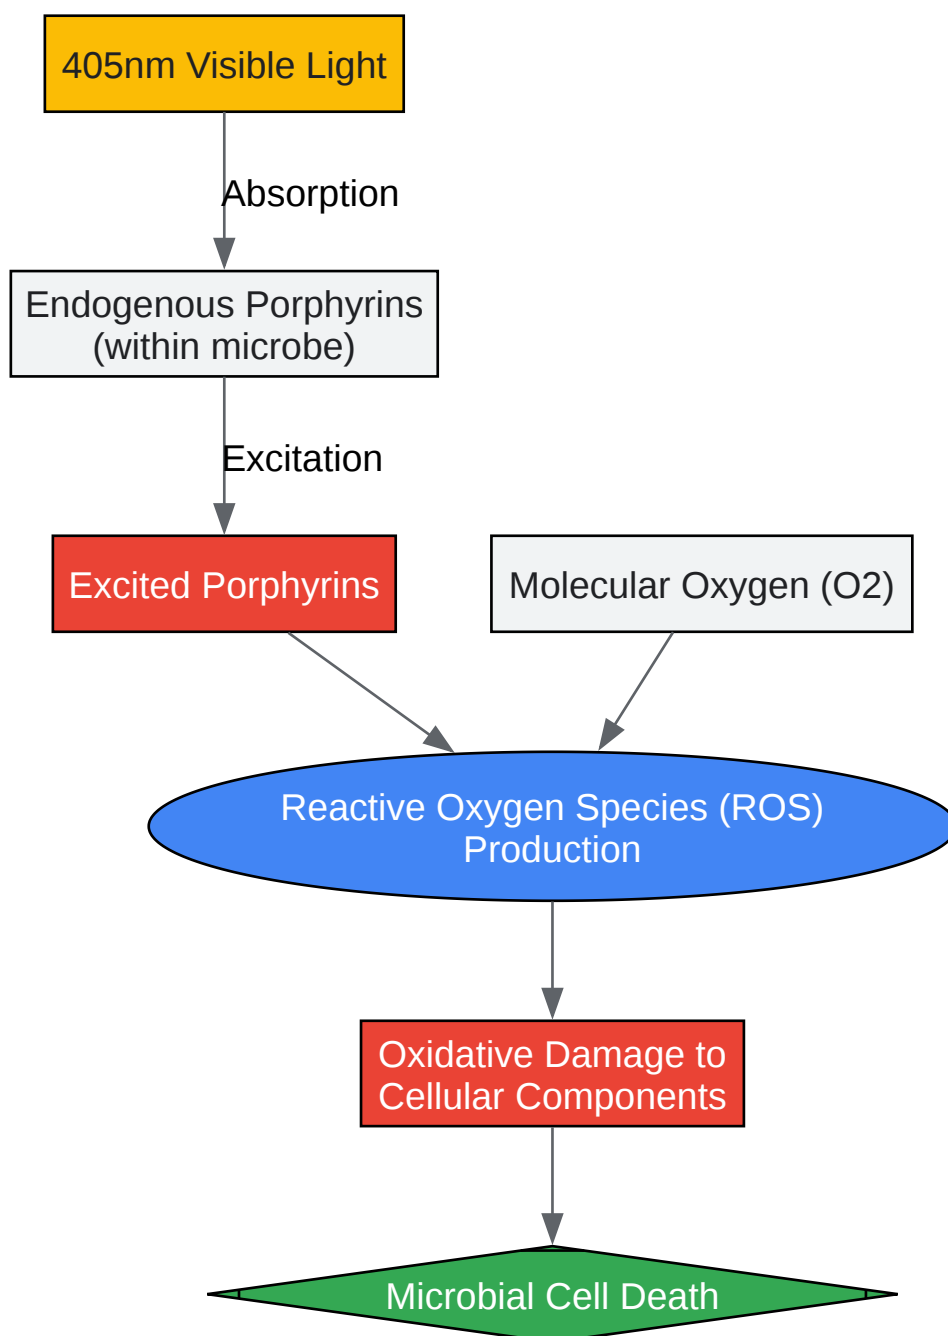 405nm Visible Light
Absorption
Endogenous Porphyrins
(within microbe)
Excitation
Excited Porphyrins
Molecular Oxygen (O2)
Reactive Oxygen Species (ROS)
Production
Oxidative Damage to
Cellular Components
Microbial Cell Death